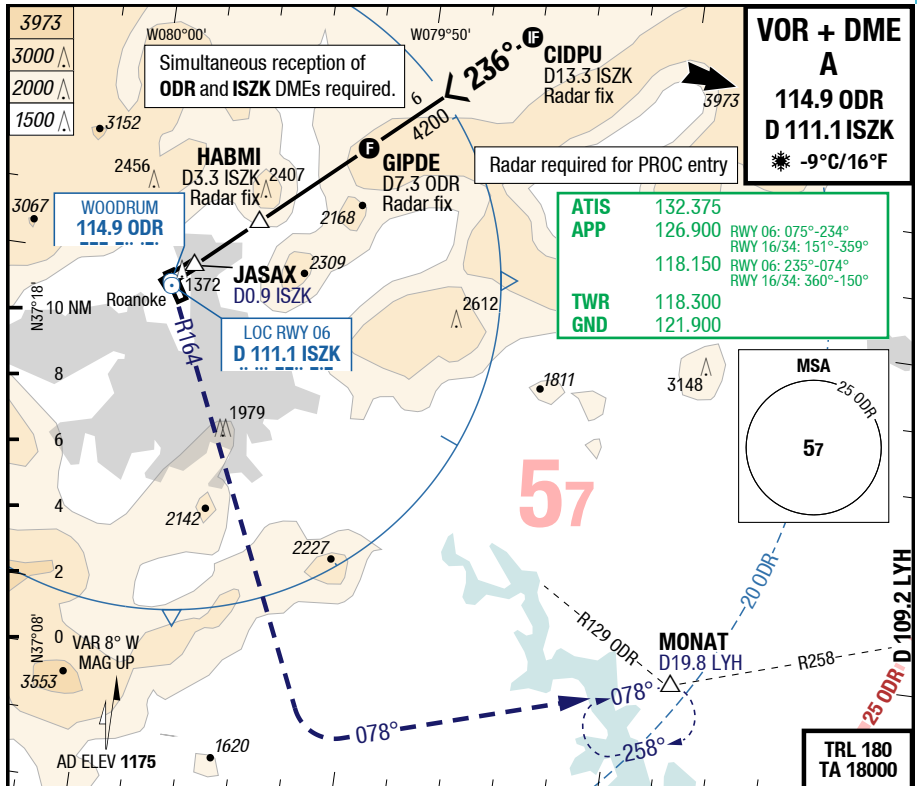 3973
3000
2000
1500
W080°00'
W079°50'
Simultaneous reception of
ODR and ISZK DMEs required.
236°
IF
CIDPU
D13.3 ISZK
Radar fix
6
4200
3973
VOR + DME
A
114.9 ODR
D 111.1 ISZK
-9°C/16°F
3152
2456
HABMI
D3.3 ISZK
Radar fix
2407
F
GIPDE
D7.3 ODR
Radar fix
Radar required for PROC entry
3067
WOODRUM
114.9 ODR
2168
ATIS 132.375
APP 126.900 RWY 06: 075°-234°
RWY 16/34: 151°-359°
118.150 RWY 06: 235°-074°
RWY 16/34: 360°-150°
TWR 118.300
GND 121.900
JASAX
D0.9 ISZK
2309
1372
Roanoke
N37°18'
10 NM
2612
R164
LOC RWY 06
D 111.1 ISZK
8
1811
3148
MSA
25 ODR
57
1979
6
57
4
2142
2227
2
20 ODR
D 109.2 LYH
N37°08'
0
VAR 8° W
MAG UP
R129 ODR
MONAT
D19.8 LYH
R258
3553
078°
25 ODR
078°
258°
1620
AD ELEV 1175
TRL 180
TA 18000